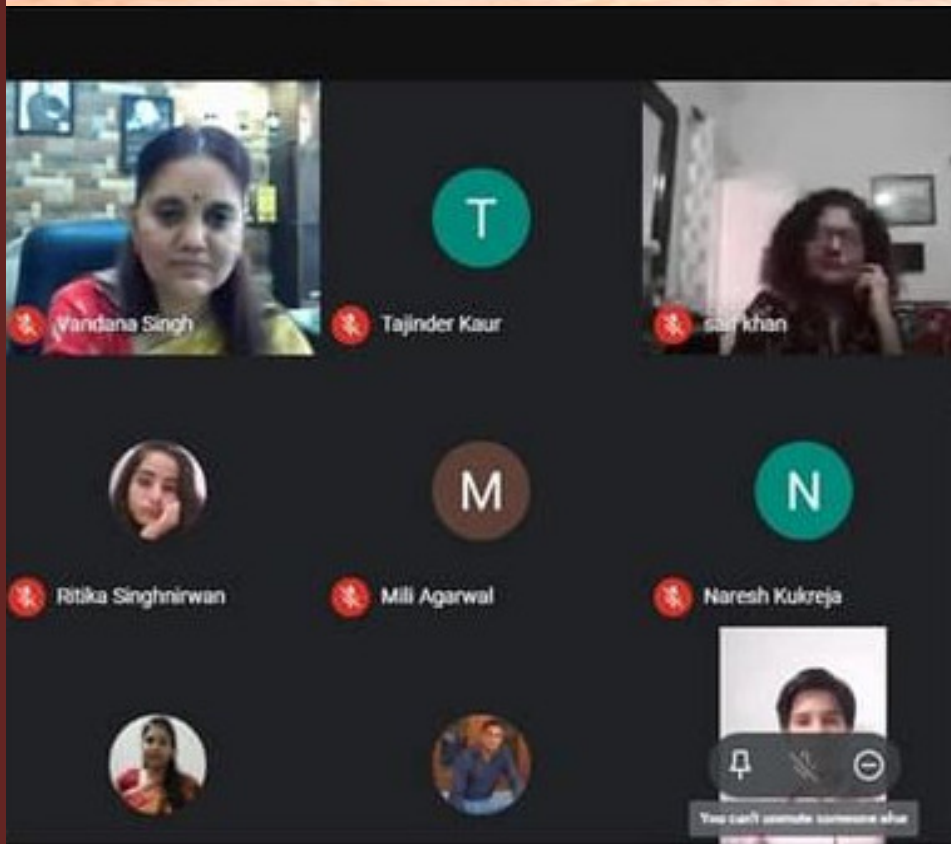 T
Vandana Singh
Tajinder Kaur
khan
M
N
Ritika Singhnirwan
Mili Agarwal
Naresh Kukreja
You can't unmute someone else